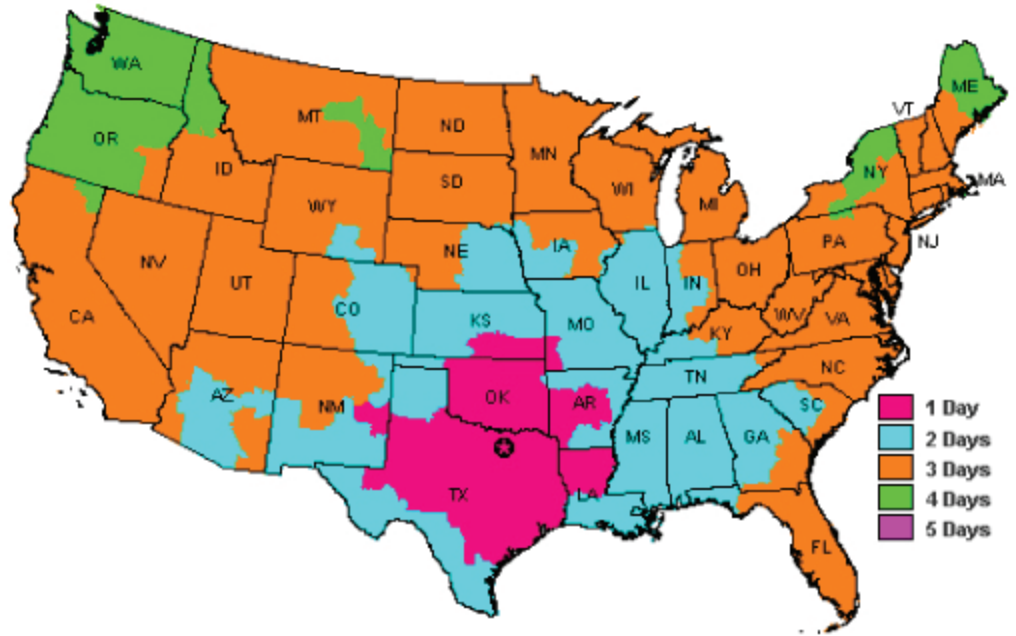 WA
OR
MT
ID
WY
ND
SD
MN
WI
MI
NY
VT
ME
MA
NJ
PA
NE
IA
IL
IN
OH
NV
UT
CO
KS
MO
KY
WV
VA
CA
AZ
NM
OK
AR
TN
NC
SC
MS
AL
GA
TX
LA
FL
1 Day
2 Days
3 Days
4 Days
5 Days